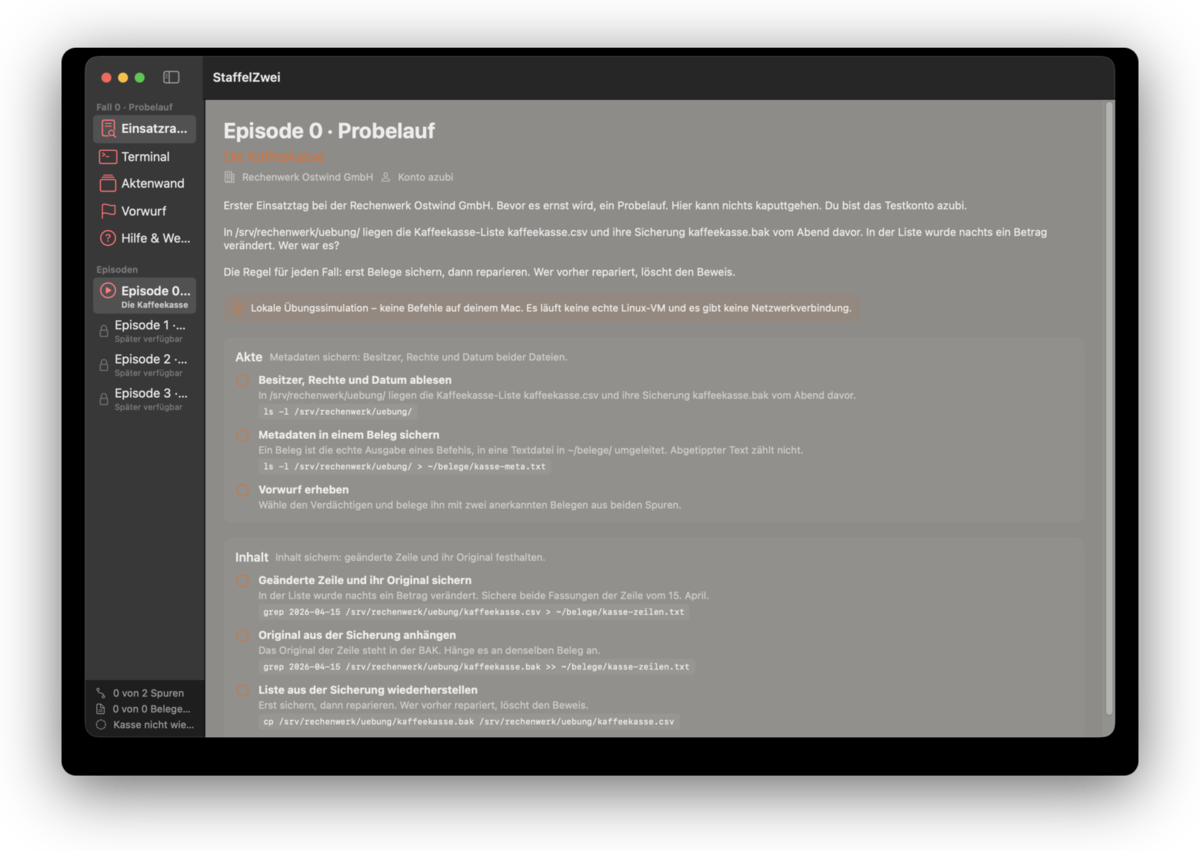 StaffelZwei
Fall 0 · Probelauf
Einsatzra...
Terminal
Aktenwand
Vorwurf
Hilfe & We...
Episoden
Episode 0...
Die Kaffeekasse
Episode 1 ·...
Später verfügbar
Episode 2 ·...
Später verfügbar
Episode 3 ·...
Später verfügbar
0 von 2 Spuren
0 von 0 Belege...
Kasse nicht wie...
Episode 0 · Probelauf
Die Kaffeekasse
Rechenwerk Ostwind GmbH Konto azubi
Erster Einsatztag bei der Rechenwerk Ostwind GmbH. Bevor es ernst wird, ein Probelauf. Hier kann nichts kaputtgehen. Du bist das Testkonto azubi.
In /srv/rechenwerk/uebung/ liegen die Kaffeekasse-Liste kaffeekasse.csv und ihre Sicherung kaffeekasse.bak vom Abend davor. In der Liste wurde nachts ein Betrag
verändert. Wer war es?
Die Regel für jeden Fall: erst Belege sichern, dann reparieren. Wer vorher repariert, löscht den Beweis.
Lokale Übungssimulation – keine Befehle auf deinem Mac. Es läuft keine echte Linux-VM und es gibt keine Netzwerkverbindung.
Akte Metadaten sichern: Besitzer, Rechte und Datum beider Dateien.
Besitzer, Rechte und Datum ablesen
In /srv/rechenwerk/uebung/ liegen die Kaffeekasse-Liste kaffeekasse.csv und ihre Sicherung kaffeekasse.bak vom Abend davor.
ls -l /srv/rechenwerk/uebung/
Metadaten in einem Beleg sichern
Ein Beleg ist die echte Ausgabe eines Befehls, in eine Textdatei in ~/belege/ umgeleitet. Abgetippter Text zählt nicht.
ls -l /srv/rechenwerk/uebung/ > ~/belege/kasse-meta.txt
Vorwurf erheben
Wähle den Verdächtigen und belege ihn mit zwei anerkannten Belegen aus beiden Spuren.
Inhalt Inhalt sichern: geänderte Zeile und ihr Original festhalten.
Geänderte Zeile und ihr Original sichern
In der Liste wurde nachts ein Betrag verändert. Sichere beide Fassungen der Zeile vom 15. April.
grep 2026-04-15 /srv/rechenwerk/uebung/kaffeekasse.csv > ~/belege/kasse-zeilen.txt
Original aus der Sicherung anhängen
Das Original der Zeile steht in der BAK. Hänge es an denselben Beleg an.
grep 2026-04-15 /srv/rechenwerk/uebung/kaffeekasse.bak >> ~/belege/kasse-zeilen.txt
Liste aus der Sicherung wiederherstellen
Erst sichern, dann reparieren. Wer vorher repariert, löscht den Beweis.
cp /srv/rechenwerk/uebung/kaffeekasse.bak /srv/rechenwerk/uebung/kaffeekasse.csv